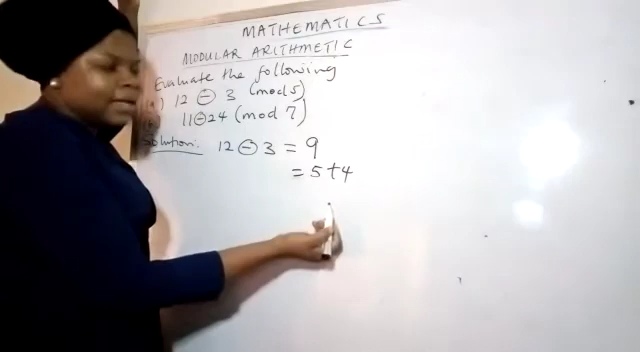 MATHEMATICS
MODULAR ARITHMETIC
Evaluate the following
(a) 12 ⊖ 3 (mod 5)
11 ⊖ 24 (mod 7)
Solution: 12 ⊖ 3 = 9
= 5 + 4